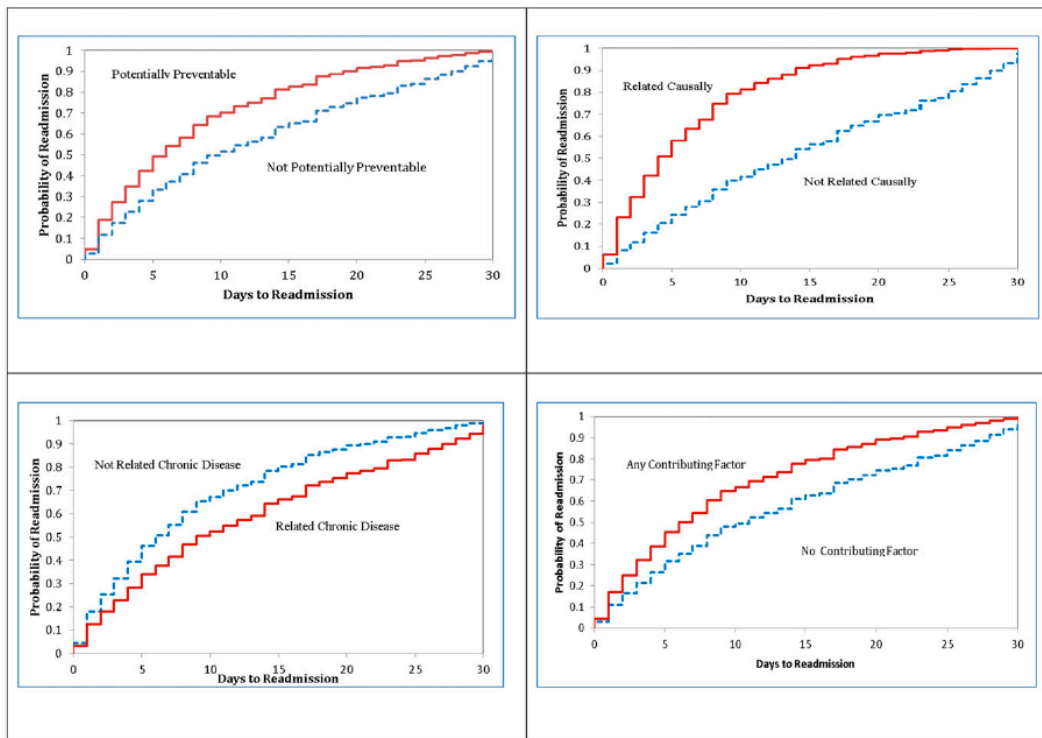 1
0.9
0.8
0.7
0.6
0.5
0.4
0.3
0.2
0.1
0
Probability of Readmission
Potentially Preventable
Not Potentially Preventable
0 5 10 15 20 25 30
Days to Readmission
1
0.9
0.8
0.7
0.6
0.5
0.4
0.3
0.2
0.1
0
Probability of Readmission
Related Causally
Not Related Causally
0 5 10 15 20 25 30
Days to Readmission
1
0.9
0.8
0.7
0.6
0.5
0.4
0.3
0.2
0.1
0
Probability of Readmission
Not Related Chronic Disease
Related Chronic Disease
0 5 10 15 20 25 30
Days to Readmission
1
0.9
0.8
0.7
0.6
0.5
0.4
0.3
0.2
0.1
0
Probability of Readmission
Any Contributing Factor
No Contributing Factor
0 5 10 15 20 25 30
Days to Readmission